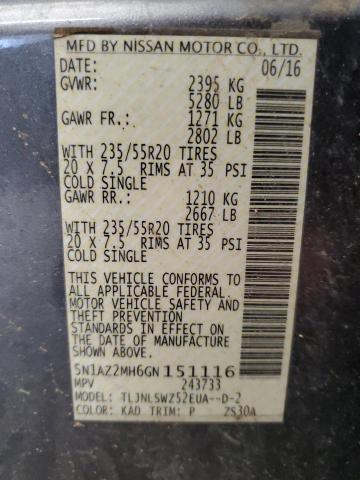 MFD BY NISSAN MOTOR CO., LTD.
DATE: 06/16
GVWR: 2395 KG
5280 LB
GAWR FR.: 1271 KG
2802 LB
WITH 235/55R20 TIRES
20 X 7.5 RIMS AT 35 PSI
COLD SINGLE
GAWR RR.: 1210 KG
2667 LB
WITH 235/55R20 TIRES
20 X 7.5 RIMS AT 35 PSI
COLD SINGLE
THIS VEHICLE CONFORMS TO
ALL APPLICABLE FEDERAL
MOTOR VEHICLE SAFETY AND
THEFT PREVENTION
STANDARDS IN EFFECT ON
THE DATE OF MANUFACTURE
SHOWN ABOVE.
5N1AZ2MH6GN151116
MPV 243733
MODEL: TLJNLSWZ52EUA--D-2
COLOR: KAD TRIM: P ZS30A